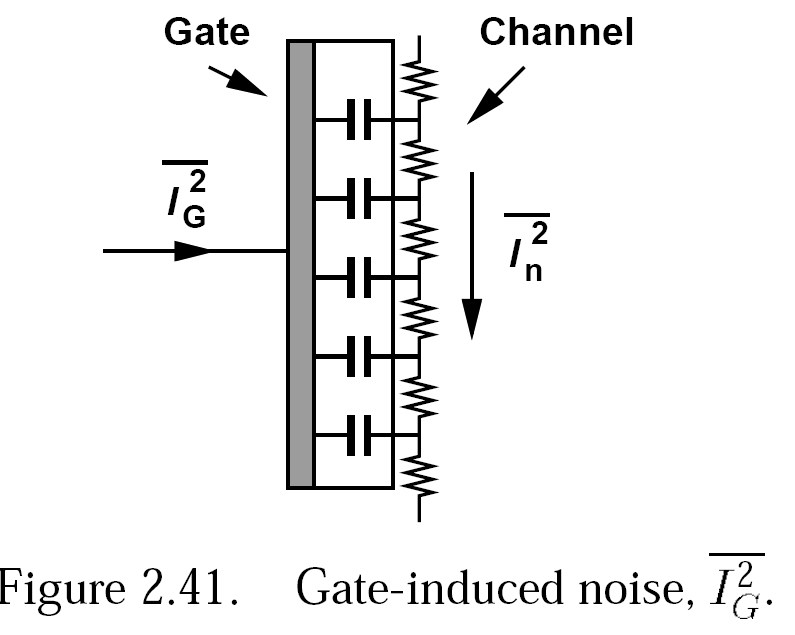 Gate
Channel
I_G^2
I_n^2
Figure 2.41. Gate-induced noise, I_G^2.